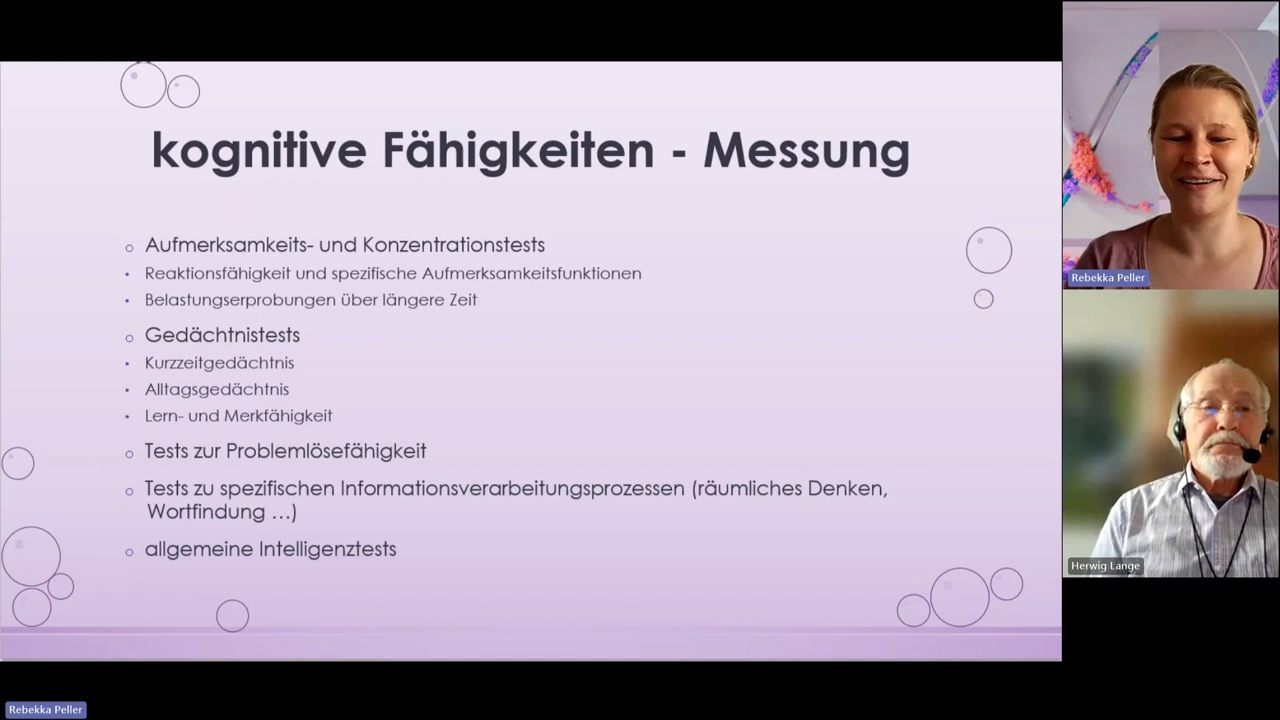 kognitive Fähigkeiten - Messung
o Aufmerksamkeits- und Konzentrationstests
• Reaktionsfähigkeit und spezifische Aufmerksamkeitsfunktionen
• Belastungserprobungen über längere Zeit
o Gedächtnistests
• Kurzzeitgedächtnis
• Alltagsgedächtnis
• Lern- und Merkfähigkeit
o Tests zur Problemlösefähigkeit
o Tests zu spezifischen Informationsverarbeitungsprozessen (räumliches Denken,
Wortfindung …)
o allgemeine Intelligenztests
Rebekka Peller
Herwig Lange
Rebekka Peller